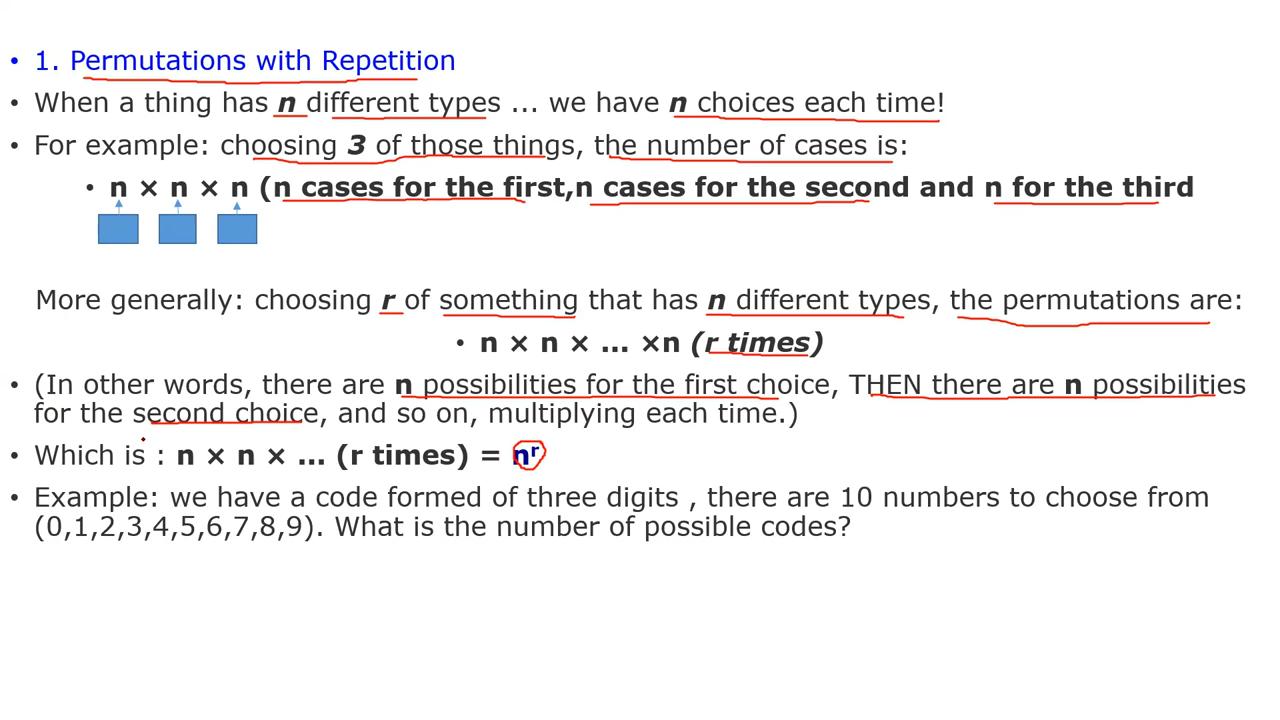 • 1. Permutations with Repetition
• When a thing has n different types ... we have n choices each time!
• For example: choosing 3 of those things, the number of cases is:
• n × n × n (n cases for the first,n cases for the second and n for the third
More generally: choosing r of something that has n different types, the permutations are:
• n × n × ... ×n (r times)
• (In other words, there are n possibilities for the first choice, THEN there are n possibilities
for the second choice, and so on, multiplying each time.)
• Which is : n × n × ... (r times) = nʳ
• Example: we have a code formed of three digits , there are 10 numbers to choose from
(0,1,2,3,4,5,6,7,8,9). What is the number of possible codes?